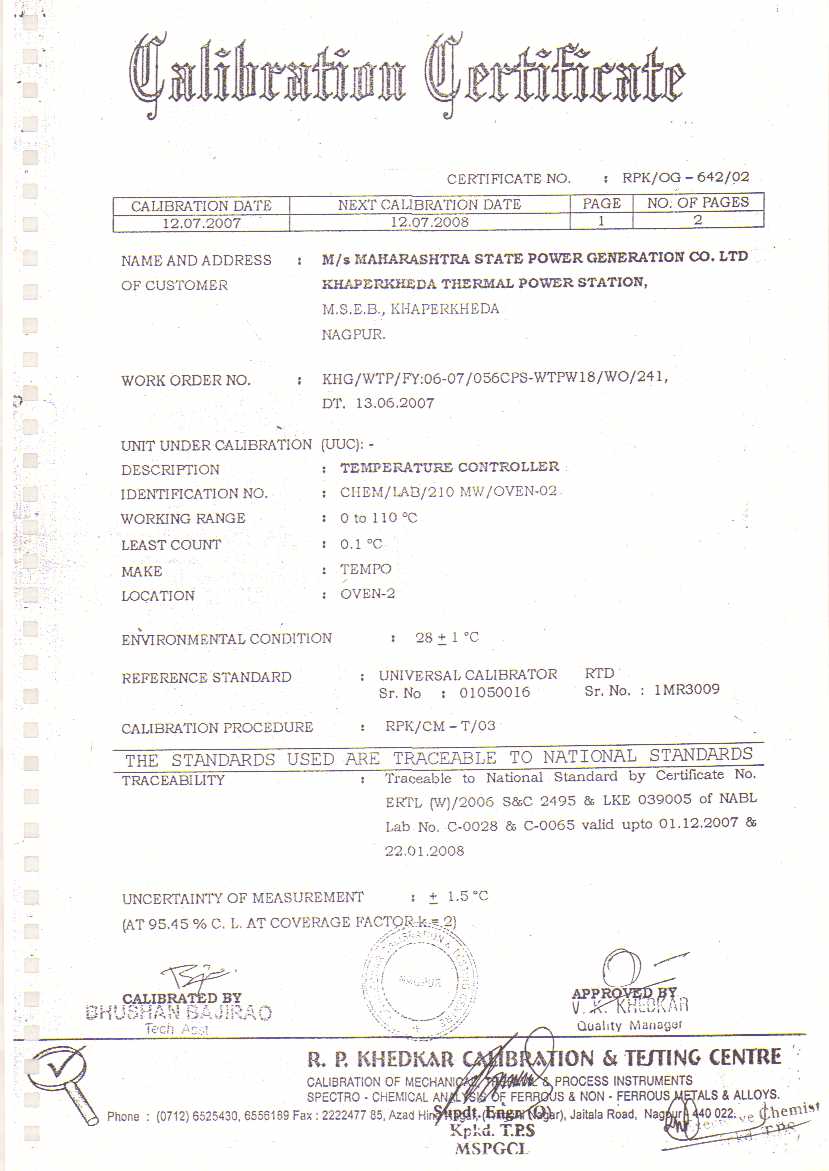 Calibration Certificate
CERTIFICATE NO. : RPK/OG – 642/02
CALIBRATION DATE NEXT CALIBRATION DATE PAGE NO. OF PAGES
12.07.2007 12.07.2008 1 2
NAME AND ADDRESS : M/s MAHARASHTRA STATE POWER GENERATION CO. LTD
OF CUSTOMER KHAPERKHEDA THERMAL POWER STATION,
M.S.E.B., KHAPERKHEDA
NAGPUR.
WORK ORDER NO. : KHG/WTP/FY:06-07/056CPS-WTPW18/WO/241,
DT. 13.06.2007
UNIT UNDER CALIBRATION (UUC): -
DESCRIPTION : TEMPERATURE CONTROLLER
IDENTIFICATION NO. : CHEM/LAB/210 MW/OVEN-02
WORKING RANGE : 0 to 110 °C
LEAST COUNT : 0.1 °C
MAKE : TEMPO
LOCATION : OVEN-2
ENVIRONMENTAL CONDITION : 28 ± 1 °C
REFERENCE STANDARD : UNIVERSAL CALIBRATOR RTD
Sr. No : 01050016 Sr. No. : 1MR3009
CALIBRATION PROCEDURE : RPK/CM – T/03
THE STANDARDS USED ARE TRACEABLE TO NATIONAL STANDARDS
TRACEABILITY : Traceable to National Standard by Certificate No.
ERTL (W)/2006 S&C 2495 & LKE 039005 of NABL
Lab No. C-0028 & C-0065 valid upto 01.12.2007 &
22.01.2008
UNCERTAINTY OF MEASUREMENT : ± 1.5 °C
(AT 95.45 % C. L. AT COVERAGE FACTOR k = 2)
NAGPUR
CALIBRATED BY APPROVED BY
BHUSHAN BAJIRAO V. K. KHEDKAR
Tech Asst Quality Manager
R. P. KHEDKAR CALIBRATION & TESTING CENTRE
CALIBRATION OF MECHANICAL, & PROCESS INSTRUMENTS
SPECTRO - CHEMICAL ANALYSIS OF FERROUS & NON - FERROUS METALS & ALLOYS.
Phone : (0712) 6525430, 6556189 Fax : 2222477 85, Azad Hind Nagar), Jaitala Road, Nagpur 440 022.
Supdt. Engr (O)
Kpkd. T.P.S
MSPGCL
Chemist